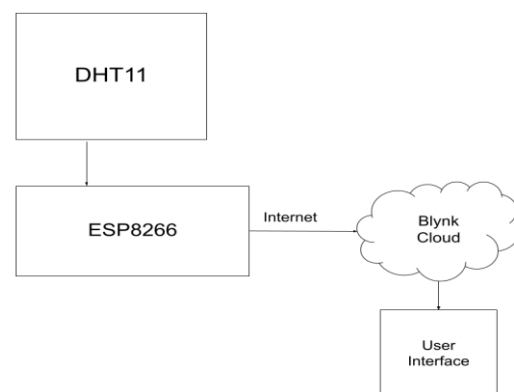 DHT11
ESP8266
Internet
Blynk
Cloud
User
Interface